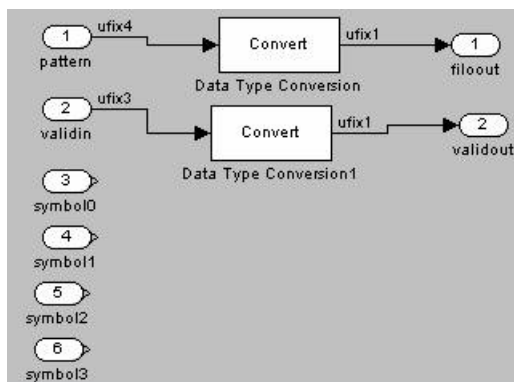 1
pattern
ufix4
Convert
Data Type Conversion
ufix1
1
filoout
2
validin
ufix3
Convert
Data Type Conversion1
ufix1
2
validout
3
symbol0
4
symbol1
5
symbol2
6
symbol3